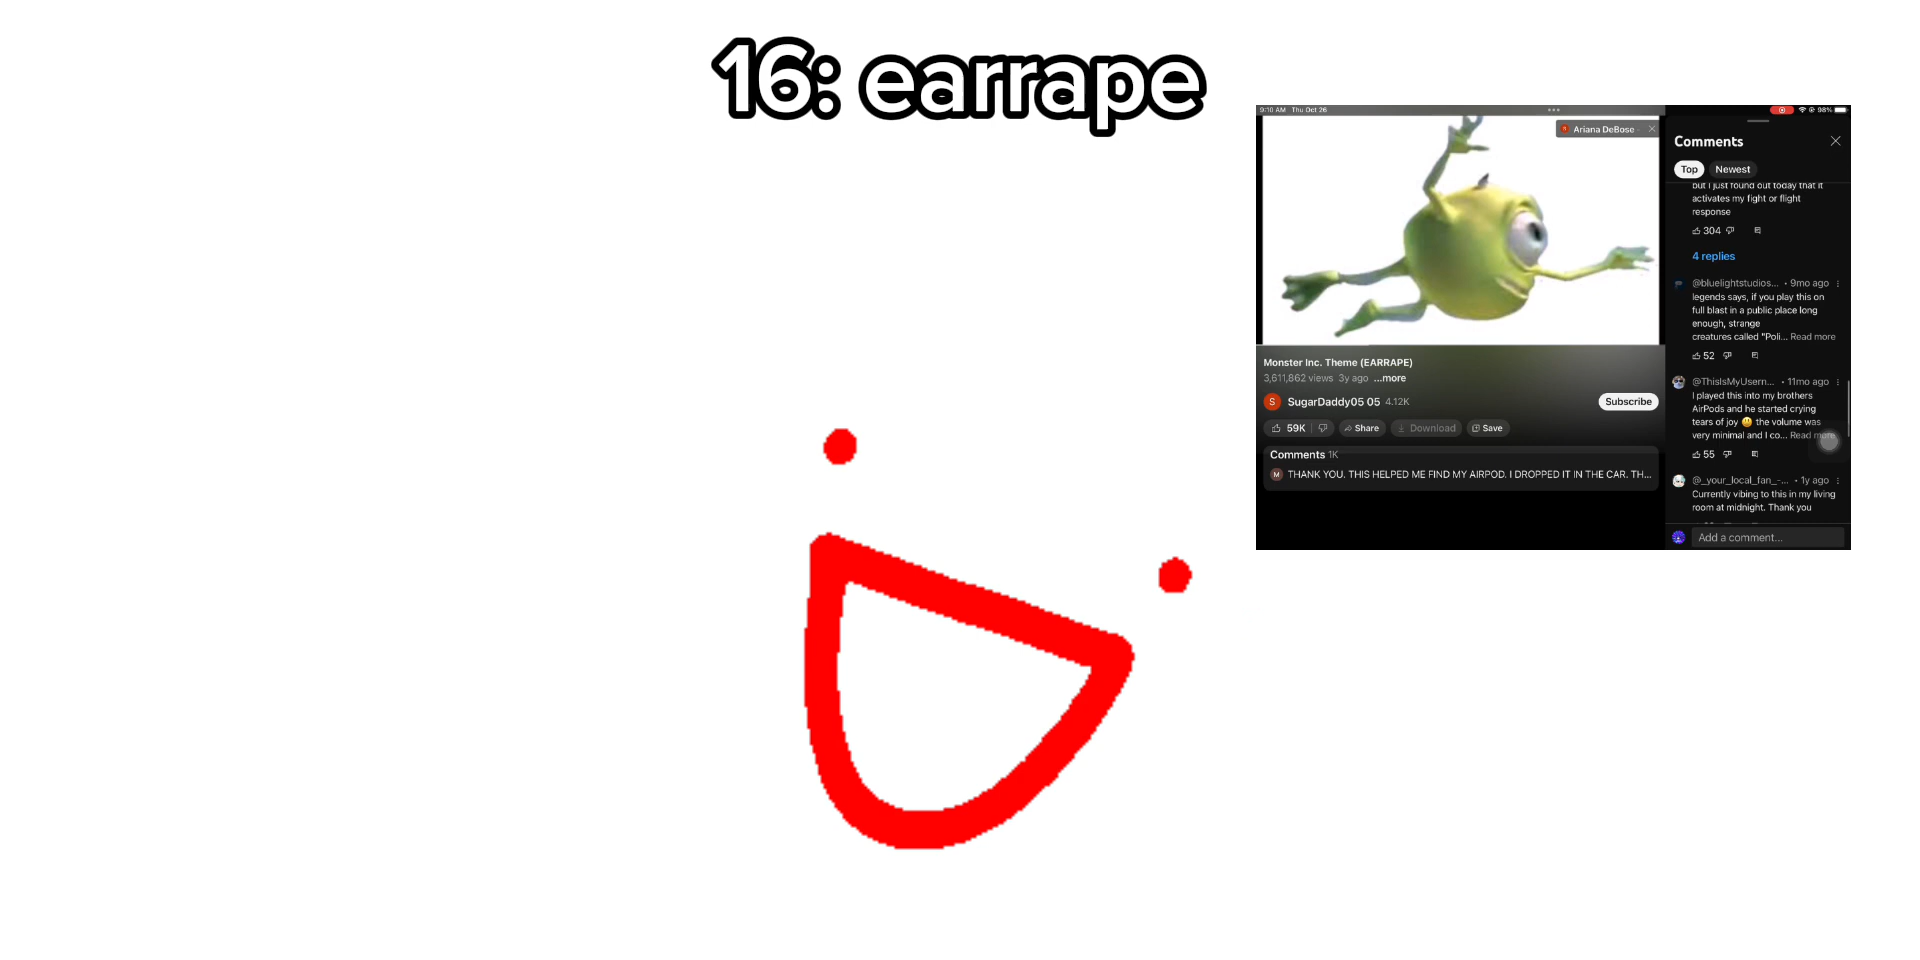 16: earrape
9:10 AM Thu Oct 26
98%
Ariana DeBose
Monster Inc. Theme (EARRAPE)
3,611,862 views 3y ago ...more
S SugarDaddy05 05 4.12K
Subscribe
59K
Share
Download
Save
Comments 1K
M THANK YOU. THIS HELPED ME FIND MY AIRPOD. I DROPPED IT IN THE CAR. TH...
Comments
Top Newest
but I just found out today that it
activates my fight or flight
response
304
4 replies
@bluelightstudios... • 9mo ago
legends says, if you play this on
full blast in a public place long
enough, strange
creatures called "Poli... Read more
52
@ThisIsMyUsern... • 11mo ago
I played this into my brothers
AirPods and he started crying
tears of joy 😃 the volume was
very minimal and I co... Read more
55
@_your_local_fan_-... • 1y ago
Currently vibing to this in my living
room at midnight. Thank you
Add a comment...